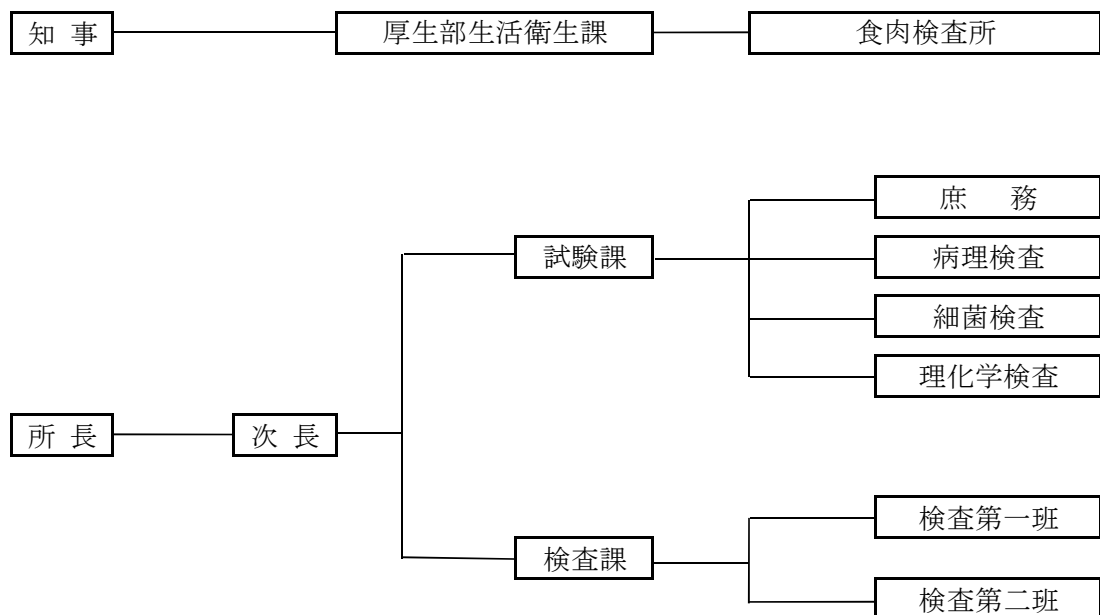 知 事
厚生部生活衛生課
食肉検査所
庶 務
試験課
病理検査
細菌検査
理化学検査
所 長
次 長
検査第一班
検査課
検査第二班